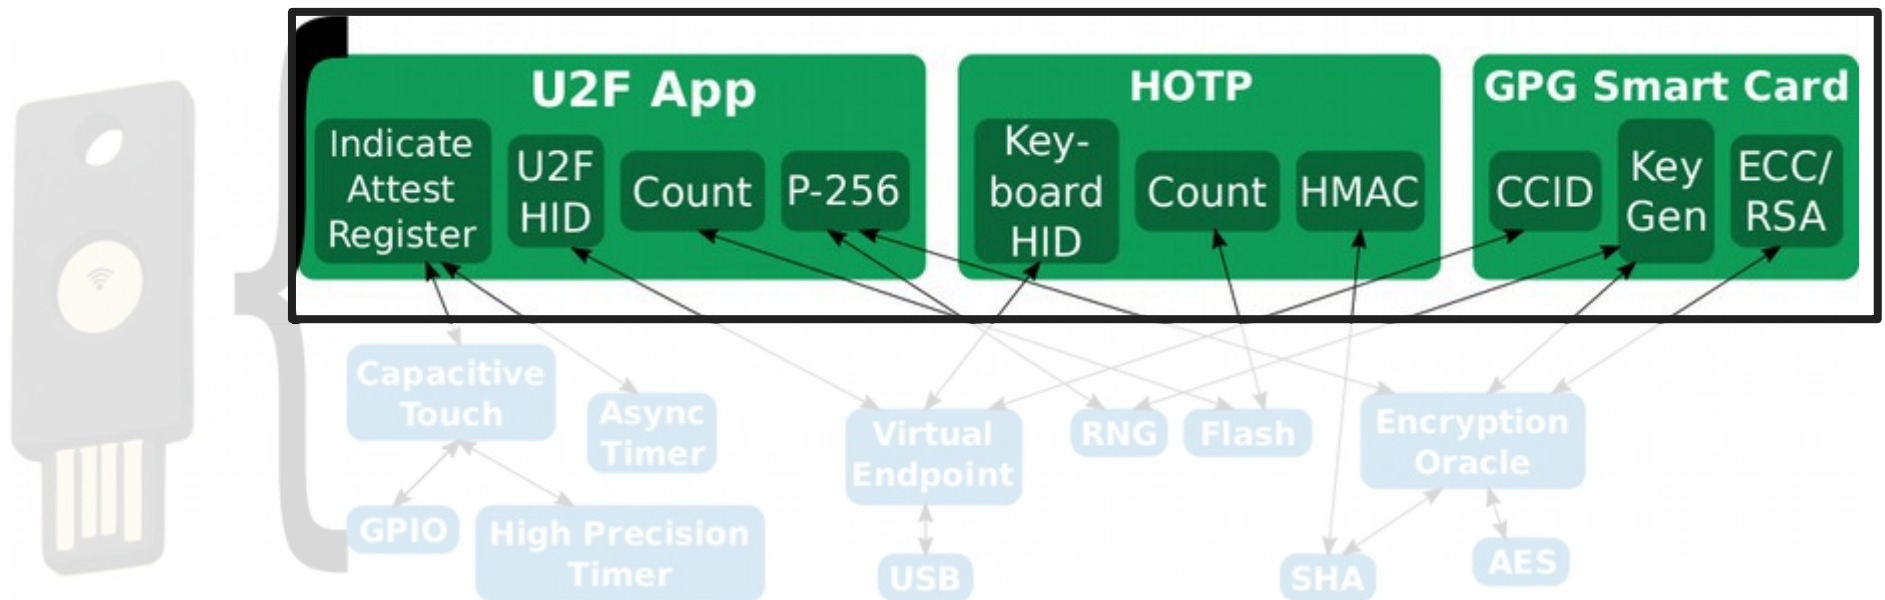 U2F App
Indicate
Attest
Register
U2F
HID
Count
P-256
HOTP
Key-
board
HID
Count
HMAC
GPG Smart Card
CCID
Key
Gen
ECC/
RSA
Capacitive
Touch
Async
Timer
Virtual
Endpoint
RNG
Flash
Encryption
Oracle
GPIO
High Precision
Timer
USB
SHA
AES